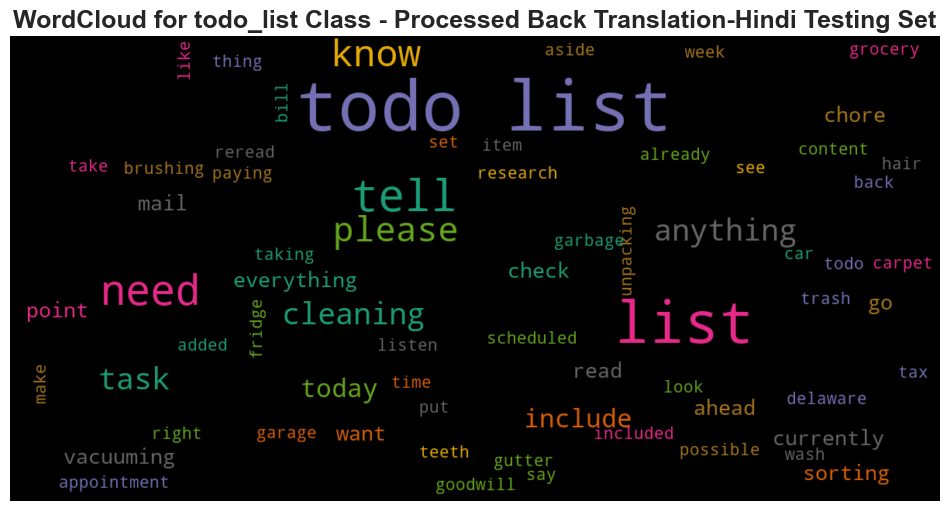 WordCloud for todo_list Class - Processed Back Translation-Hindi Testing Set
like
thing
know
aside
week
grocery
bill
todo list
chore
set
item
reread
already
content
take
brushing
paying
research
see
hair
back
mail
tell
please
unpacking
anything
garbage
taking
car
todo
carpet
everything
check
need
trash
go
point
cleaning
list
fridge
added
listen
scheduled
make
task
today
time
read
look
tax
put
include
ahead
delaware
right
garage
want
included
currently
vacuuming
teeth
gutter
possible
wash
appointment
goodwill
say
sorting